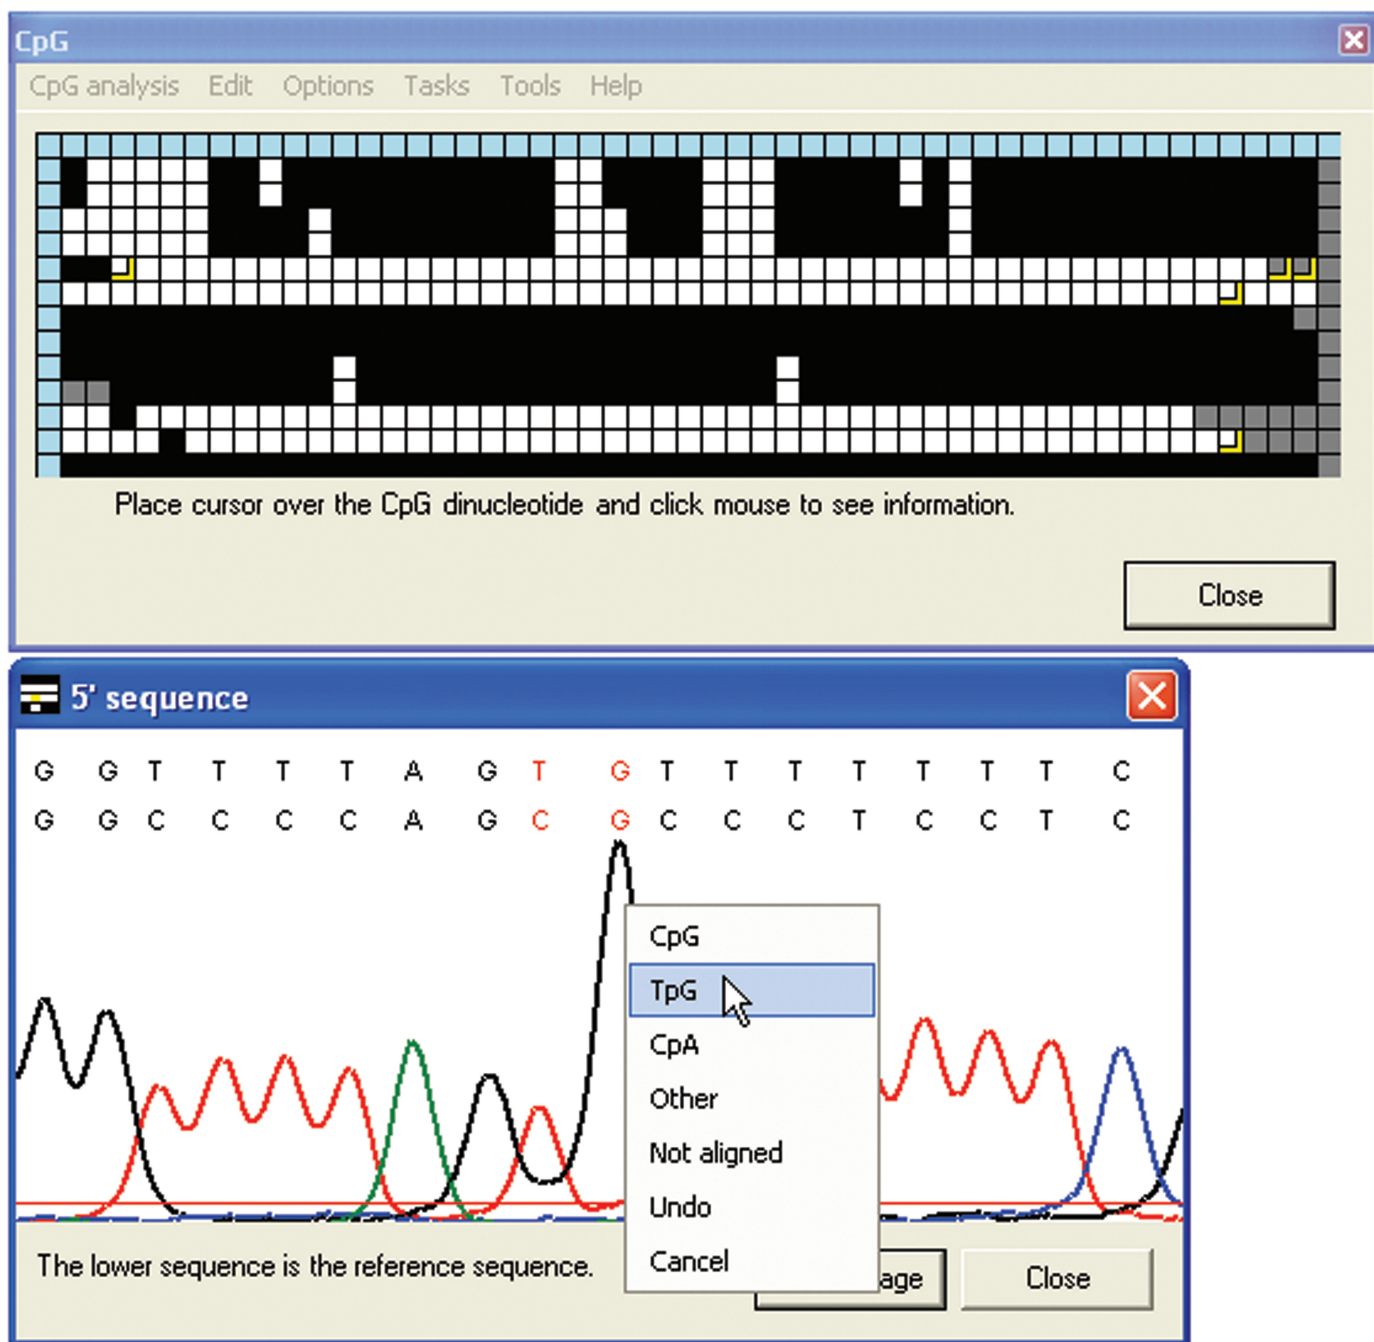 CpG
CpG analysis Edit Options Tasks Tools Help
Place cursor over the CpG dinucleotide and click mouse to see information.
Close
5' sequence
G G T T T T A G T G T T T T T T T C
G G C C C C A G C G C C C T C C T C
CpG
TpG
CpA
Other
Not aligned
Undo
Cancel
The lower sequence is the reference sequence.
Close